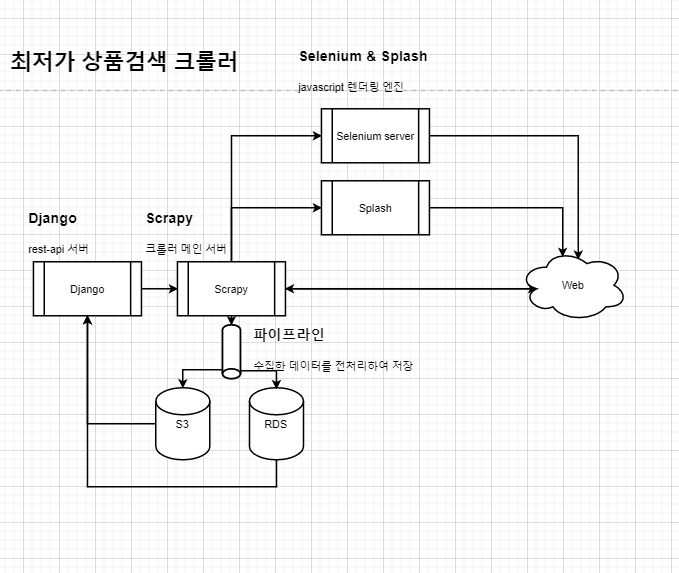 최저가 상품검색 크롤러
Selenium & Splash
javascript 렌더링 엔진
Selenium server
Splash
Django
rest-api 서버
Scrapy
크롤러 메인 서버
Django
Scrapy
Web
파이프라인
수집한 데이터를 전처리하여 저장
S3
RDS